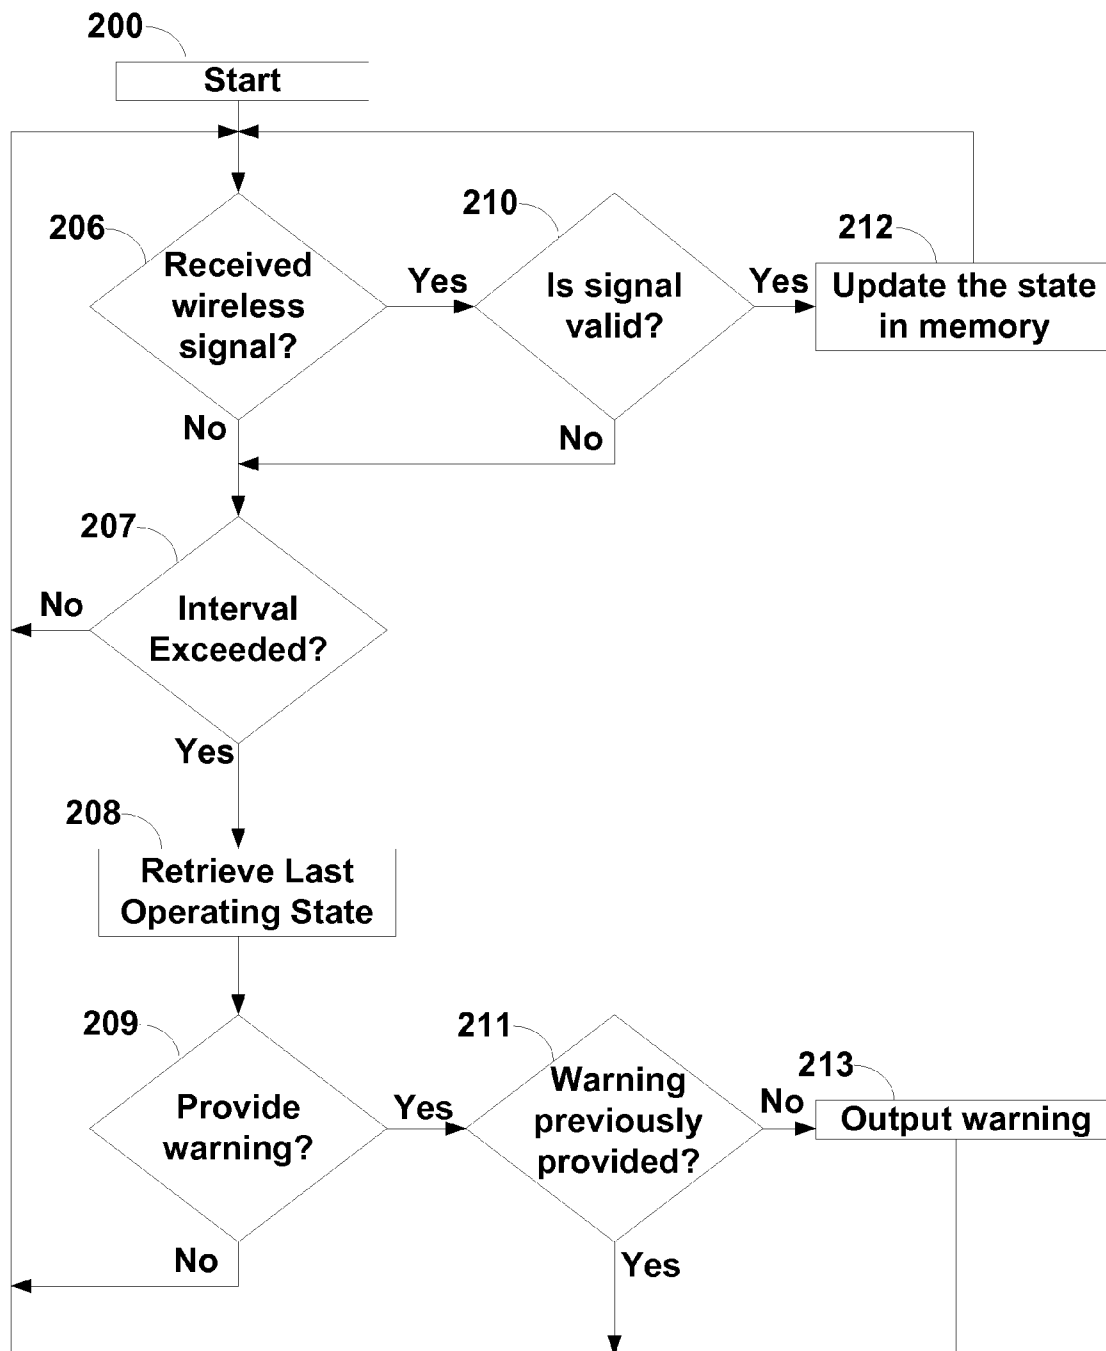 200
Start
206
Received
wireless
signal?
Yes
210
Is signal
valid?
Yes
212
Update the state
in memory
No
No
207
Interval
Exceeded?
No
Yes
208
Retrieve Last
Operating State
209
Provide
warning?
Yes
211
Warning
previously
provided?
No
213
Output warning
No
Yes